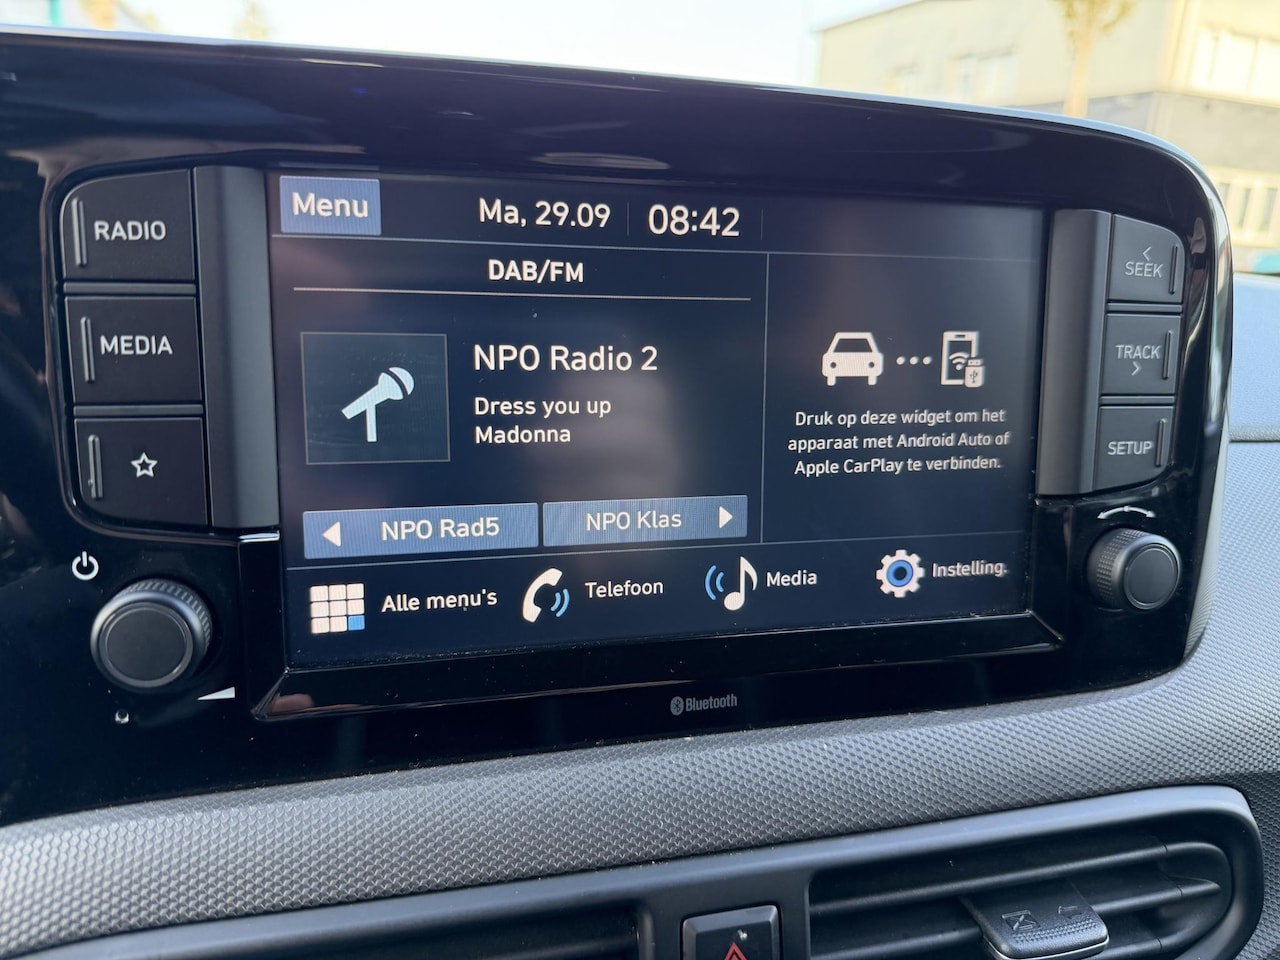 RADIO
MEDIA
Menu
Ma, 29.09
08:42
DAB/FM
NPO Radio 2
Dress you up
Madonna
NPO Rad5
NPO Klas
Druk op deze widget om het
apparaat met Android Auto of
Apple CarPlay te verbinden.
Alle menu's
Telefoon
Media
Instelling.
SEEK
TRACK
SETUP
Bluetooth